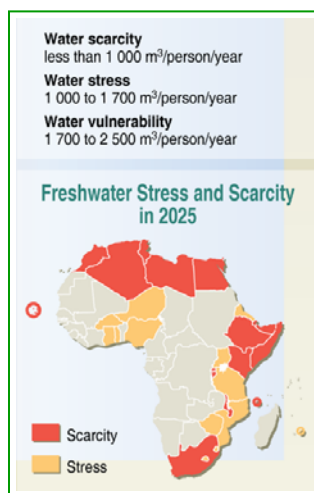 Water scarcity
less than 1 000 m³/person/year
Water stress
1 000 to 1 700 m³/person/year
Water vulnerability
1 700 to 2 500 m³/person/year
Freshwater Stress and Scarcity
in 2025
Scarcity
Stress